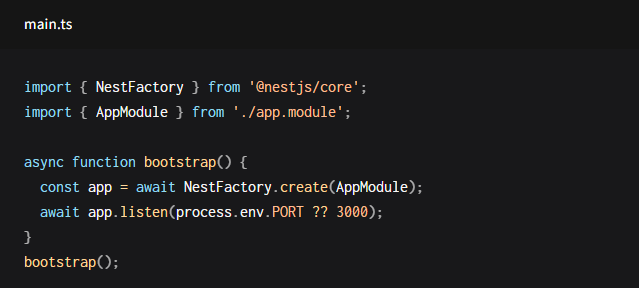 main.ts
import { NestFactory } from '@nestjs/core';
import { AppModule } from './app.module';
async function bootstrap() {
  const app = await NestFactory.create(AppModule);
  await app.listen(process.env.PORT ?? 3000);
}
bootstrap();